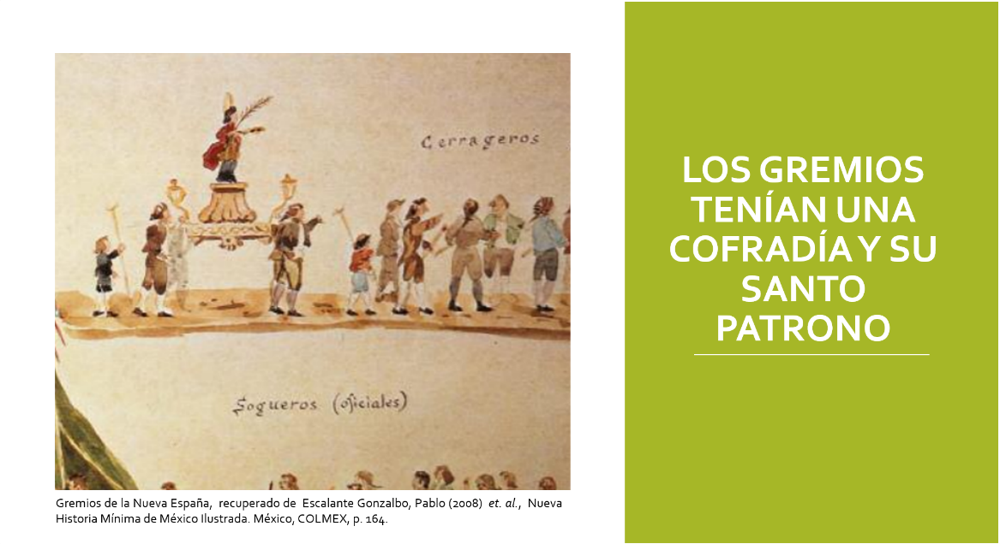 Cerrageros
Sogueros (oficiales)
Gremios de la Nueva España, recuperado de Escalante Gonzalbo, Pablo (2008) et. al., Nueva
Historia Mínima de México Ilustrada. México, COLMEX, p. 164.
LOS GREMIOS
TENÍAN UNA
COFRADÍA Y SU
SANTO
PATRONO